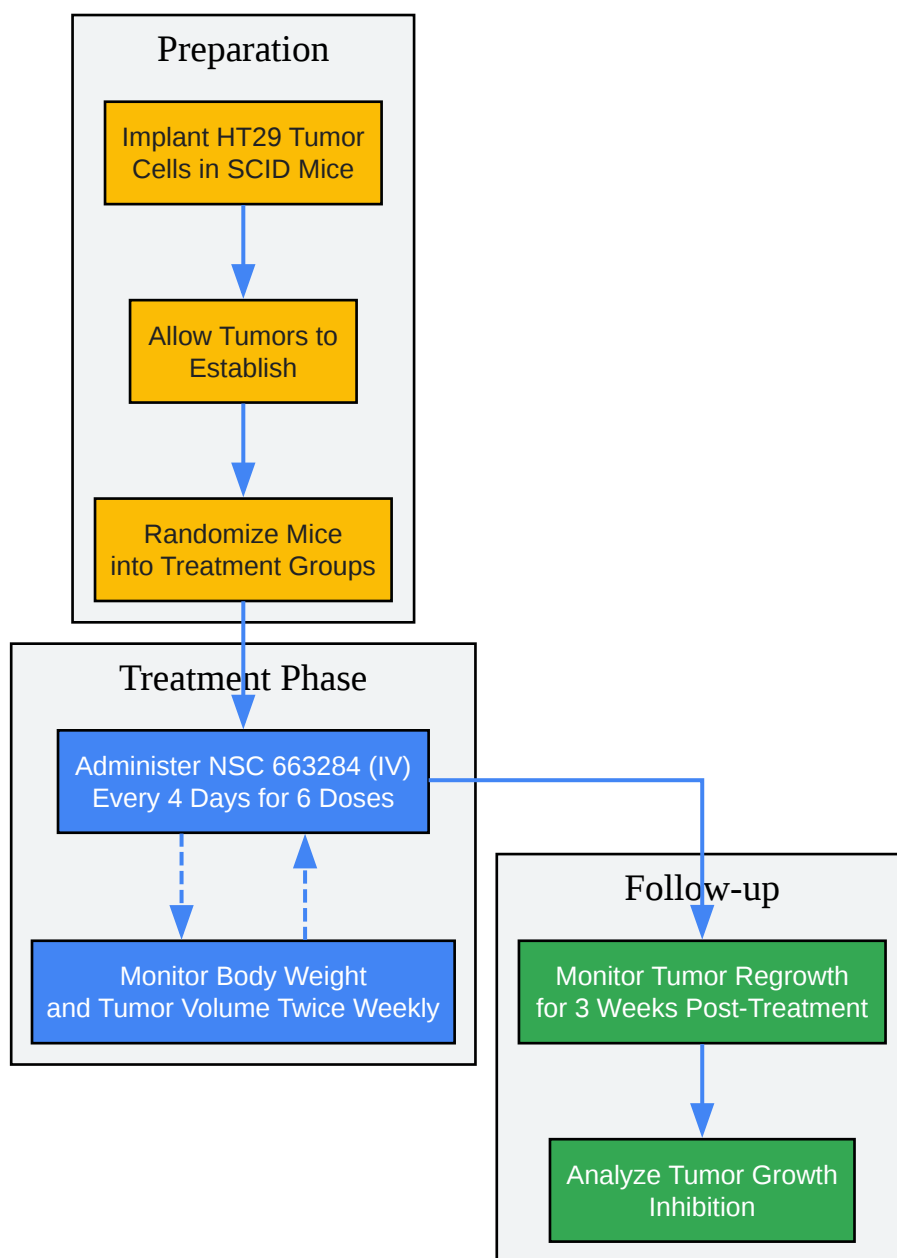 Preparation
Implant HT29 Tumor
Cells in SCID Mice
Allow Tumors to
Establish
Randomize Mice
into Treatment Groups
Treatment Phase
Administer NSC 663284 (IV)
Every 4 Days for 6 Doses
Monitor Body Weight
and Tumor Volume Twice Weekly
Follow-up
Monitor Tumor Regrowth
for 3 Weeks Post-Treatment
Analyze Tumor Growth
Inhibition